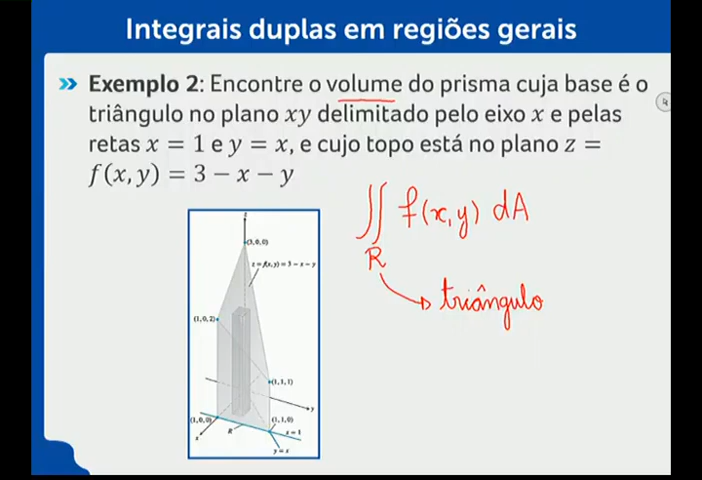 Integrais duplas em regiões gerais
Exemplo 2: Encontre o volume do prisma cuja base é o
triângulo no plano xy delimitado pelo eixo x e pelas
retas x = 1 e y = x, e cujo topo está no plano z =
f(x, y) = 3 − x − y
∬ f(x,y) dA
R
triângulo
z
(3, 0, 0)
z = f(x, y) = 3 − x − y
(1, 0, 2)
(1, 1, 1)
y
(1, 0, 0)
(1, 1, 0)
x
R
x = 1
y = x